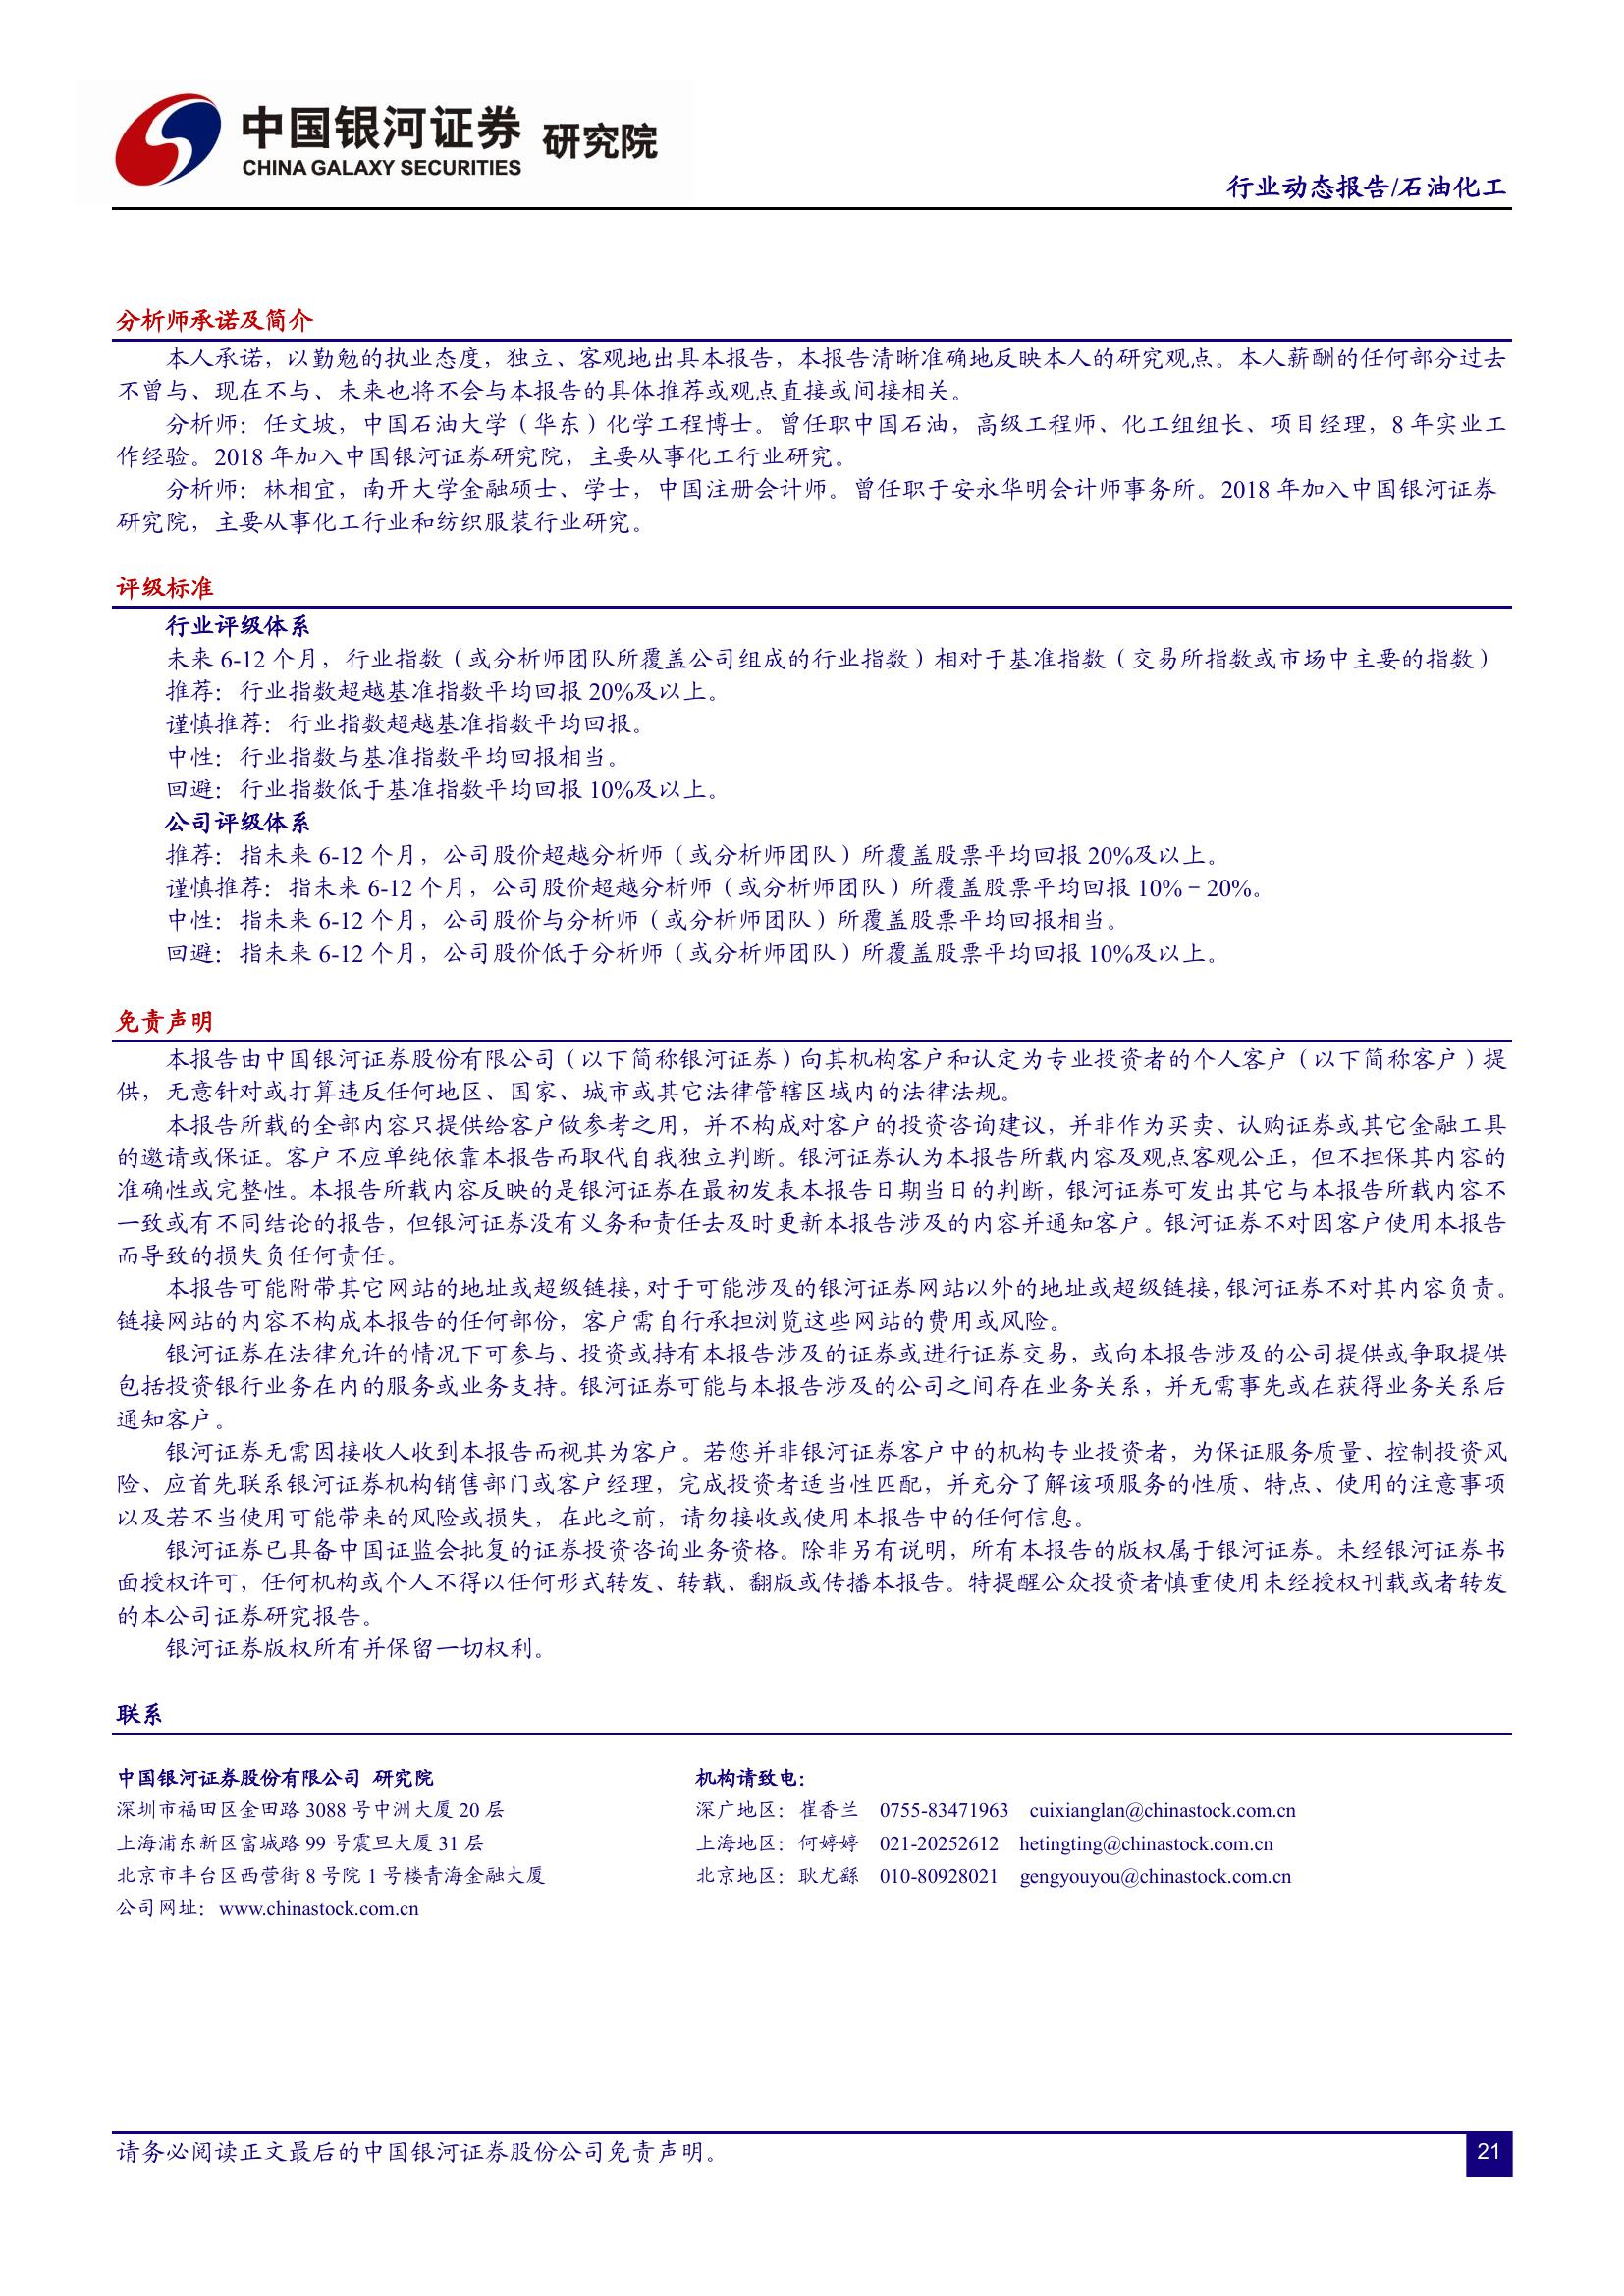 中国银河证券 研究院
CHINA GALAXY SECURITIES
行业动态报告/石油化工
分析师承诺及简介
本人承诺，以勤勉的执业态度，独立、客观地出具本报告，本报告清晰准确地反映本人的研究观点。本人薪酬的任何部分过去
不曾与、现在不与、未来也将不会与本报告的具体推荐或观点直接或间接相关。
分析师：任文坡，中国石油大学（华东）化学工程博士。曾任职中国石油，高级工程师、化工组组长、项目经理，8 年实业工
作经验。2018 年加入中国银河证券研究院，主要从事化工行业研究。
分析师：林相宜，南开大学金融硕士、学士，中国注册会计师。曾任职于安永华明会计师事务所。2018 年加入中国银河证券
研究院，主要从事化工行业和纺织服装行业研究。
评级标准
行业评级体系
未来 6-12 个月，行业指数（或分析师团队所覆盖公司组成的行业指数）相对于基准指数（交易所指数或市场中主要的指数）
推荐：行业指数超越基准指数平均回报 20%及以上。
谨慎推荐：行业指数超越基准指数平均回报。
中性：行业指数与基准指数平均回报相当。
回避：行业指数低于基准指数平均回报 10%及以上。
公司评级体系
推荐：指未来 6-12 个月，公司股价超越分析师（或分析师团队）所覆盖股票平均回报 20%及以上。
谨慎推荐：指未来 6-12 个月，公司股价超越分析师（或分析师团队）所覆盖股票平均回报 10%－20%。
中性：指未来 6-12 个月，公司股价与分析师（或分析师团队）所覆盖股票平均回报相当。
回避：指未来 6-12 个月，公司股价低于分析师（或分析师团队）所覆盖股票平均回报 10%及以上。
免责声明
本报告由中国银河证券股份有限公司（以下简称银河证券）向其机构客户和认定为专业投资者的个人客户（以下简称客户）提
供，无意针对或打算违反任何地区、国家、城市或其它法律管辖区域内的法律法规。
本报告所载的全部内容只提供给客户做参考之用，并不构成对客户的投资咨询建议，并非作为买卖、认购证券或其它金融工具
的邀请或保证。客户不应单纯依靠本报告而取代自我独立判断。银河证券认为本报告所载内容及观点客观公正，但不担保其内容的
准确性或完整性。本报告所载内容反映的是银河证券在最初发表本报告日期当日的判断，银河证券可发出其它与本报告所载内容不
一致或有不同结论的报告，但银河证券没有义务和责任去及时更新本报告涉及的内容并通知客户。银河证券不对因客户使用本报告
而导致的损失负任何责任。
本报告可能附带其它网站的地址或超级链接，对于可能涉及的银河证券网站以外的地址或超级链接，银河证券不对其内容负责。
链接网站的内容不构成本报告的任何部份，客户需自行承担浏览这些网站的费用或风险。
银河证券在法律允许的情况下可参与、投资或持有本报告涉及的证券或进行证券交易，或向本报告涉及的公司提供或争取提供
包括投资银行业务在内的服务或业务支持。银河证券可能与本报告涉及的公司之间存在业务关系，并无需事先或在获得业务关系后
通知客户。
银河证券无需因接收人收到本报告而视其为客户。若您并非银河证券客户中的机构专业投资者，为保证服务质量、控制投资风
险、应首先联系银河证券机构销售部门或客户经理，完成投资者适当性匹配，并充分了解该项服务的性质、特点、使用的注意事项
以及若不当使用可能带来的风险或损失，在此之前，请勿接收或使用本报告中的任何信息。
银河证券已具备中国证监会批复的证券投资咨询业务资格。除非另有说明，所有本报告的版权属于银河证券。未经银河证券书
面授权许可，任何机构或个人不得以任何形式转发、转载、翻版或传播本报告。特提醒公众投资者慎重使用未经授权刊载或者转发
的本公司证券研究报告。
银河证券版权所有并保留一切权利。
联系
中国银河证券股份有限公司 研究院 机构请致电：
深圳市福田区金田路 3088 号中洲大厦 20 层 深广地区：崔香兰 0755-83471963 cuixianglan@chinastock.com.cn
上海浦东新区富城路 99 号震旦大厦 31 层 上海地区：何婷婷 021-20252612 hetingting@chinastock.com.cn
北京市丰台区西营街 8 号院 1 号楼青海金融大厦 北京地区：耿尤繇 010-80928021 gengyouyou@chinastock.com.cn
公司网址：www.chinastock.com.cn
请务必阅读正文最后的中国银河证券股份公司免责声明。 21